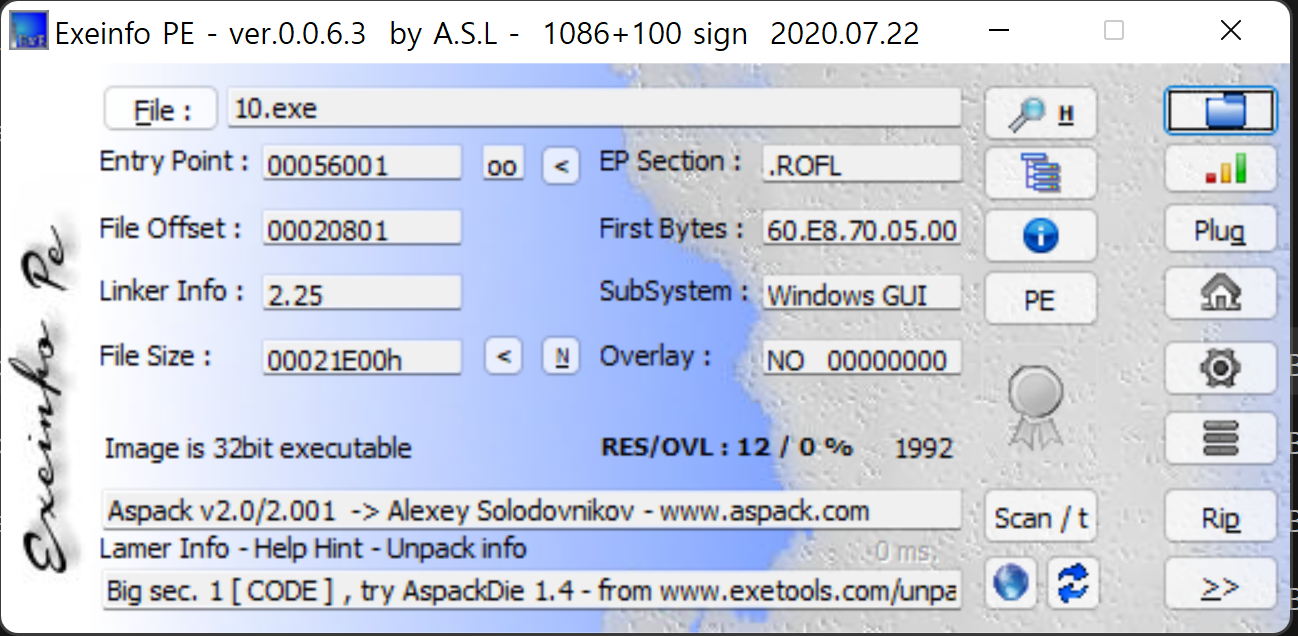 Exeinfo PE - ver.0.0.6.3 by A.S.L - 1086+100 sign 2020.07.22
File : 10.exe H
Entry Point : 00056001 oo < EP Section : .ROFL
File Offset : 00020801 First Bytes : 60.E8.70.05.00 Plug
Linker Info : 2.25 SubSystem : Windows GUI PE
File Size : 00021E00h < N Overlay : NO 00000000
Image is 32bit executable RES/OVL : 12 / 0 % 1992
Aspack v2.0/2.001 -> Alexey Solodovnikov - www.aspack.com Scan / t Rip
Lamer Info - Help Hint - Unpack info 0 ms.
Big sec. 1 [ CODE ] , try AspackDie 1.4 - from www.exetools.com/unpa >>
Exeinfo Pe